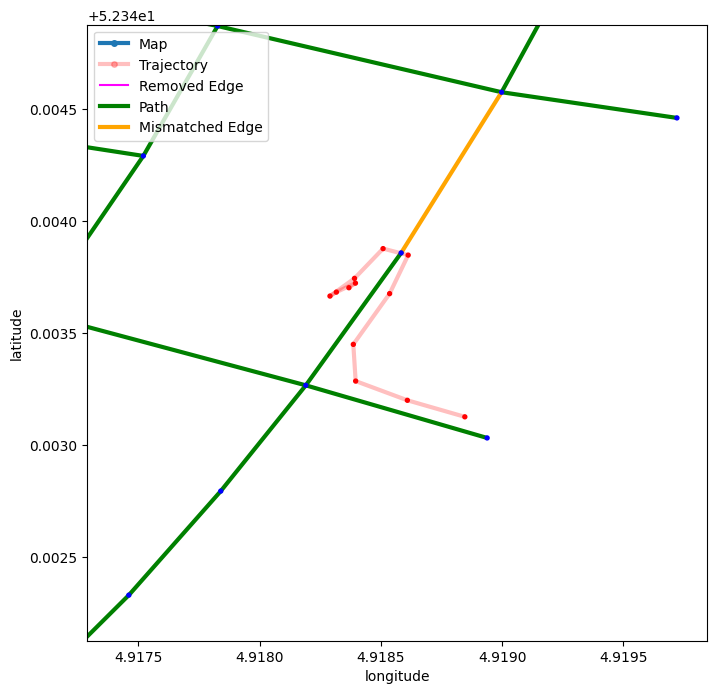 +5.234e1
Map
Trajectory
Removed Edge
Path
Mismatched Edge
0.0045
0.0040
0.0035
0.0030
0.0025
latitude
4.9175 4.9180 4.9185 4.9190 4.9195
longitude